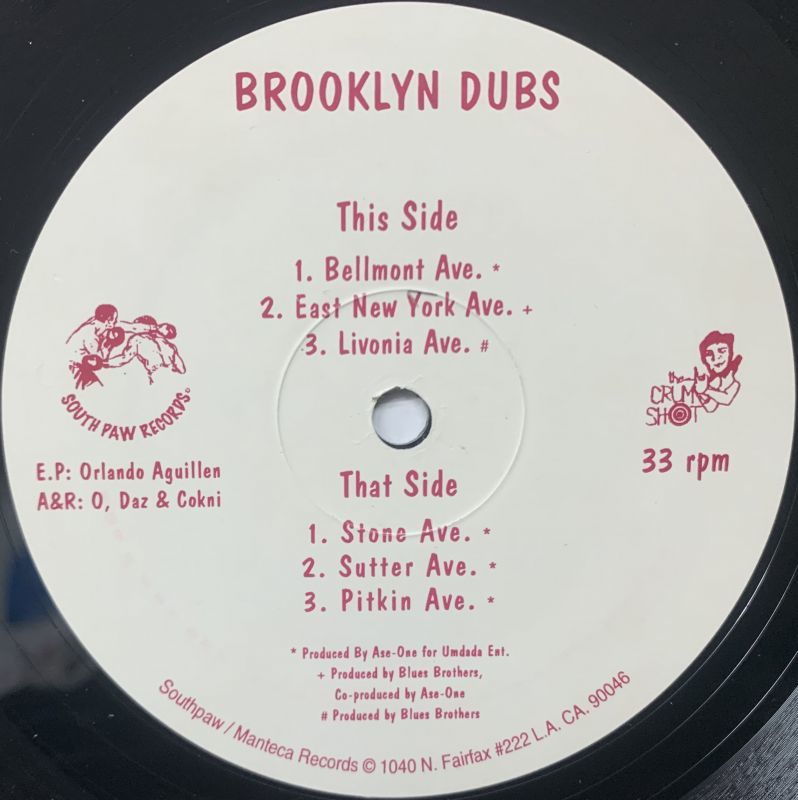 BROOKLYN DUBS
This Side
1. Bellmont Ave. *
2. East New York Ave. +
3. Livonia Ave. #
SOUTH PAW RECORDS©
the
CRUMB
SHOT
E.P: Orlando Aguillen
A&R: O, Daz & Cokni
33 rpm
That Side
1. Stone Ave. *
2. Sutter Ave. *
3. Pitkin Ave. *
* Produced By Ase-One for Umdada Ent.
+ Produced by Blues Brothers,
Co-produced by Ase-One
# Produced by Blues Brothers
Southpaw / Manteca Records © 1040 N. Fairfax #222 L.A. CA. 90046